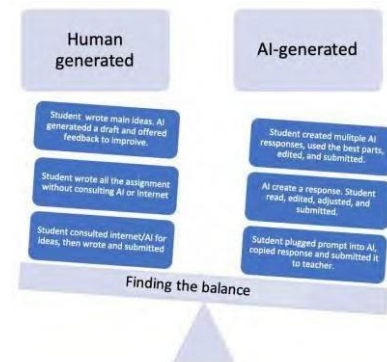 Human
generated
AI-generated
Student wrote main ideas. AI
generatedd a draft and offered
feedback to improive.
Student wrote all the assignment
without consulting AI or Internet
Student consulted internet/AI for
ideas, then wrote and submitted
Student created mulitple AI
ressponses, used the best parts,
edited, and submitted.
AI create a response. Student
read, edited, adjusted, and
submitted.
Sutdent plugged prompt into AI,
copied response and submitted it
to teacher.
Finding the balance